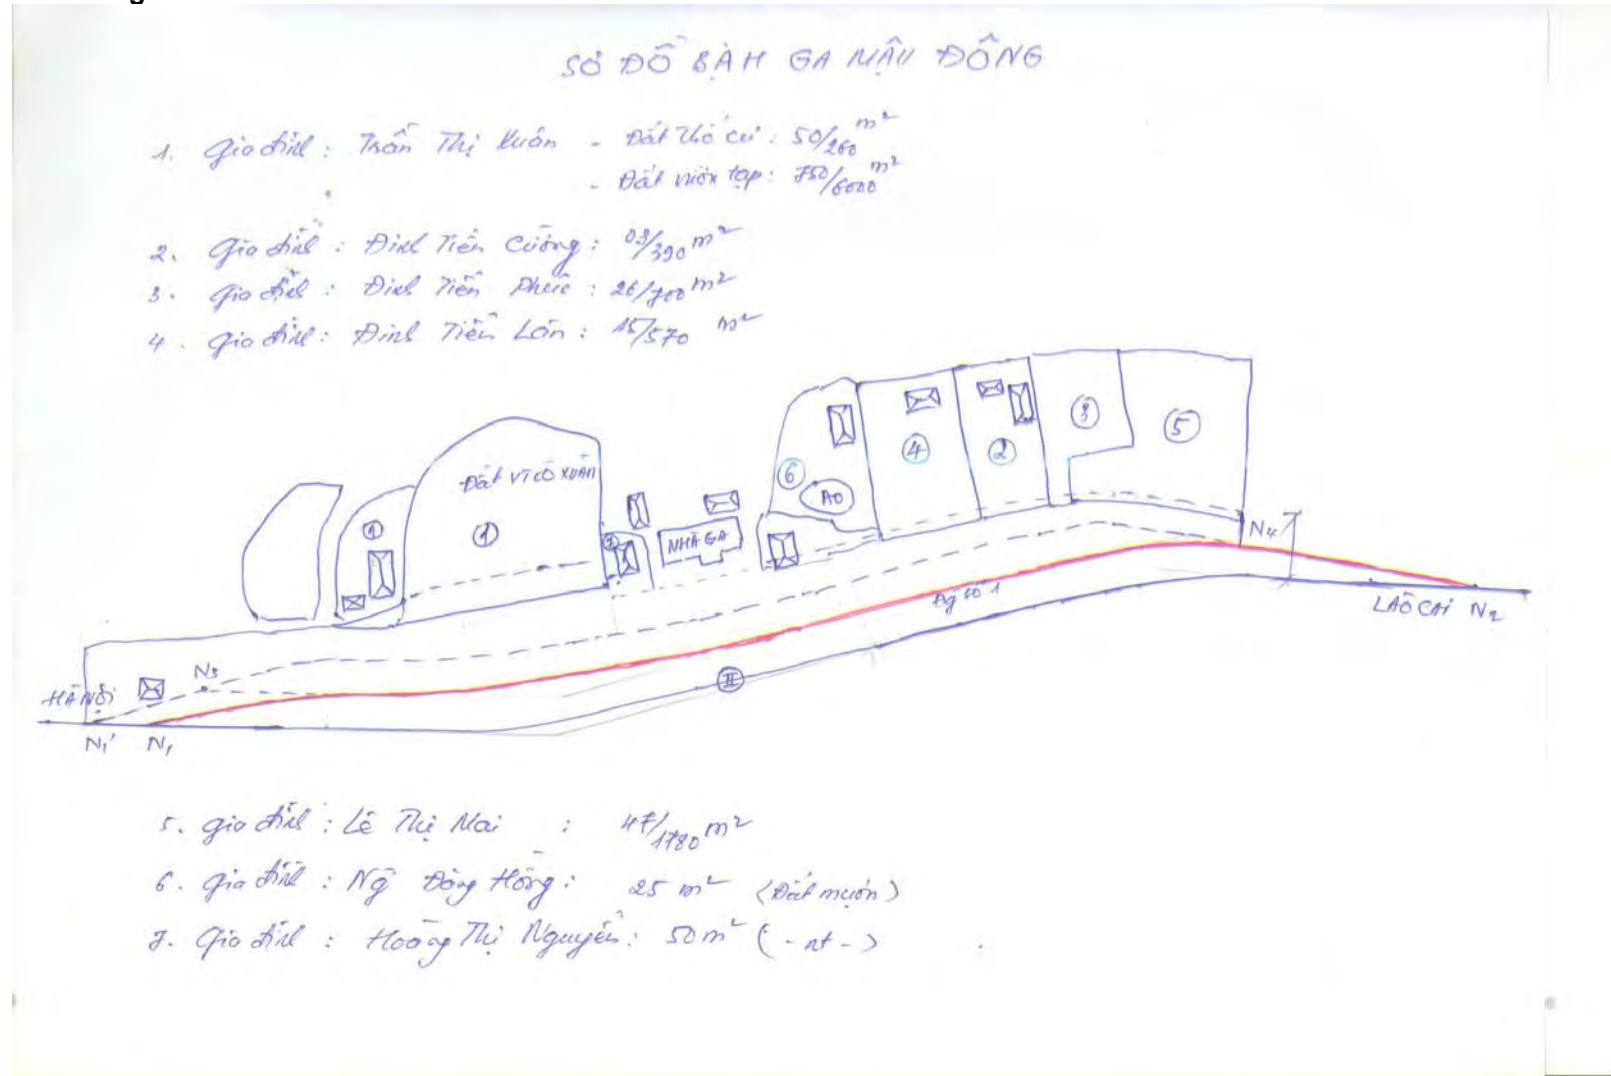 SƠ ĐỒ BÀH GA MẬU ĐÔNG
1. Gia đình : Trần Thị Xuân - Đất thổ cư : 50/260 m²
- Đất vườn tạp : 750/6000 m²
2. Gia đình : Đinh Tiến Cường : 03/390 m²
3. Gia đình : Đinh Tiến Phúc : 26/700 m²
4. Gia đình : Đinh Tiến Lân : 15/570 m²
Đất VT CÔ XUÂN
1
1
7
NHÀ GA
6
AO
4
2
3
5
N4
Đg số 1
LÀO CAI N2
II
N3
HÀ NỘI
N1' N1
5. gia đình : Lê Thị Mai : 47/1780 m²
6. gia đình : Ng Đăng Hồng : 25 m² (Đất mượn)
7. Gia đình : Hoàng Thị Nguyên : 50 m² ( - nt - )